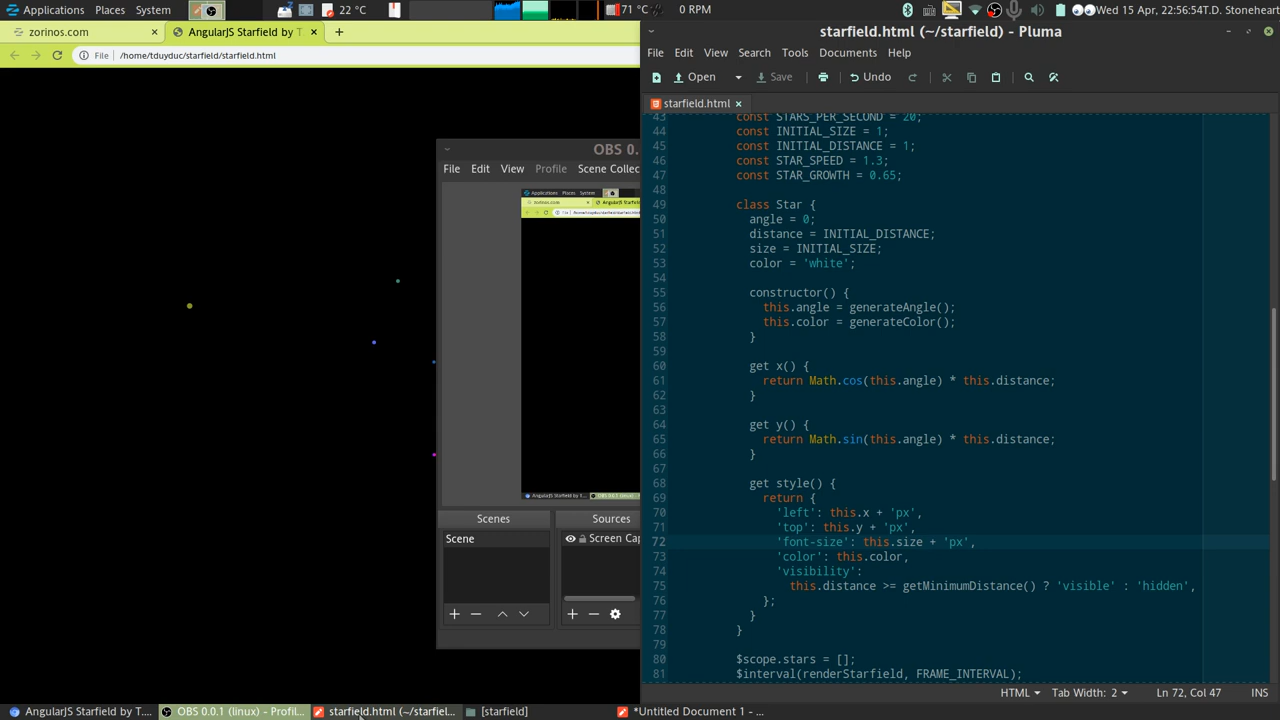 Applications Places System 22 °C 71 °C 0 RPM Wed 15 Apr, 22:56:54 T.D. Stoneheart
zorinos.com × AngularJS Starfield by T × +
File /home/tduyduc/starfield/starfield.html
OBS 0.
File Edit View Profile Scene Collec
Applications Places System
zorinos.com AngularJS Starfield
Scenes Sources
Scene Screen Cap
starfield.html (~/starfield) - Pluma
File Edit View Search Tools Documents Help
Open Save Undo
starfield.html ×
43 const STARS_PER_SECOND = 20;
44 const INITIAL_SIZE = 1;
45 const INITIAL_DISTANCE = 1;
46 const STAR_SPEED = 1.3;
47 const STAR_GROWTH = 0.65;
48
49 class Star {
50 angle = 0;
51 distance = INITIAL_DISTANCE;
52 size = INITIAL_SIZE;
53 color = 'white';
54
55 constructor() {
56 this.angle = generateAngle();
57 this.color = generateColor();
58 }
59
60 get x() {
61 return Math.cos(this.angle) * this.distance;
62 }
63
64 get y() {
65 return Math.sin(this.angle) * this.distance;
66 }
67
68 get style() {
69 return {
70 'left': this.x + 'px',
71 'top': this.y + 'px',
72 'font-size': this.size + 'px',
73 'color': this.color,
74 'visibility':
75 this.distance >= getMinimumDistance() ? 'visible' : 'hidden',
76 };
77 }
78 }
79
80 $scope.stars = [];
81 $interval(renderStarfield, FRAME_INTERVAL);
HTML Tab Width: 2 Ln 72, Col 47 INS
AngularJS Starfield by T... OBS 0.0.1 (linux) - Profil... starfield.html (~/starfiel... [starfield] *Untitled Document 1 - ...